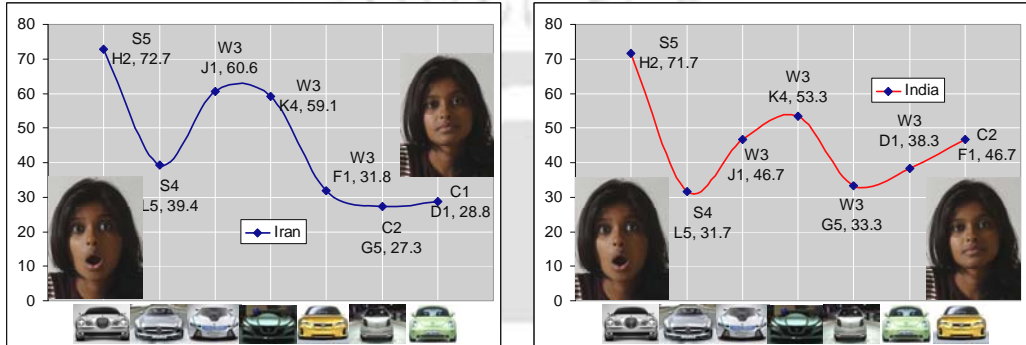 80
70
60
50
40
30
20
10
0
S5
H2, 72.7
S4
L5, 39.4
W3
J1, 60.6
W3
K4, 59.1
W3
F1, 31.8
C2
G5, 27.3
C1
D1, 28.8
Iran
80
70
60
50
40
30
20
10
0
S5
H2, 71.7
S4
L5, 31.7
W3
J1, 46.7
W3
K4, 53.3
W3
G5, 33.3
W3
D1, 38.3
C2
F1, 46.7
India